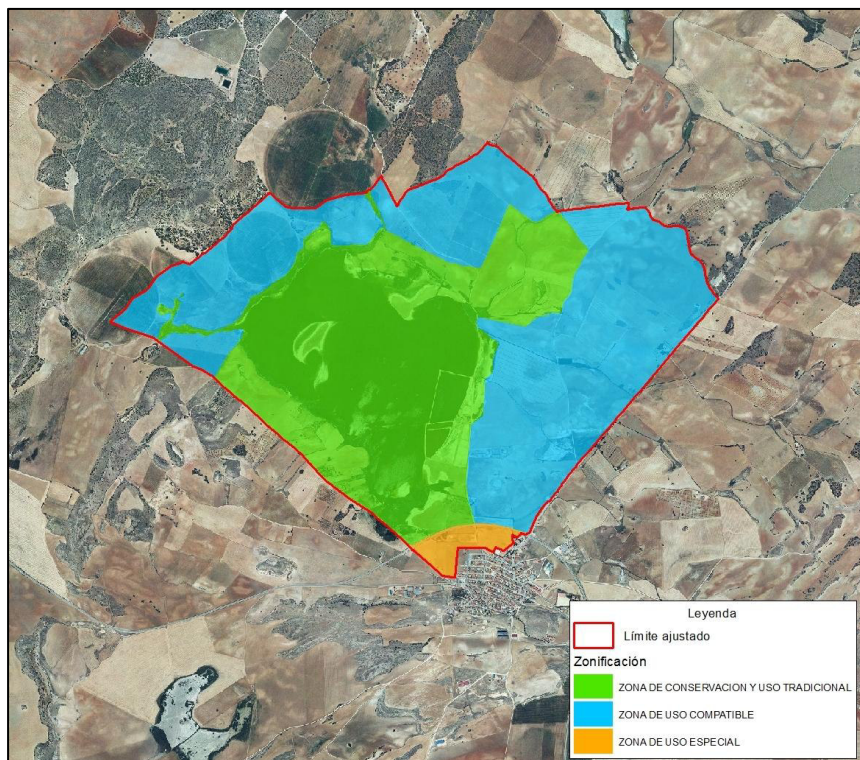 Leyenda
Límite ajustado
Zonificación
ZONA DE CONSERVACION Y USO TRADICIONAL
ZONA DE USO COMPATIBLE
ZONA DE USO ESPECIAL